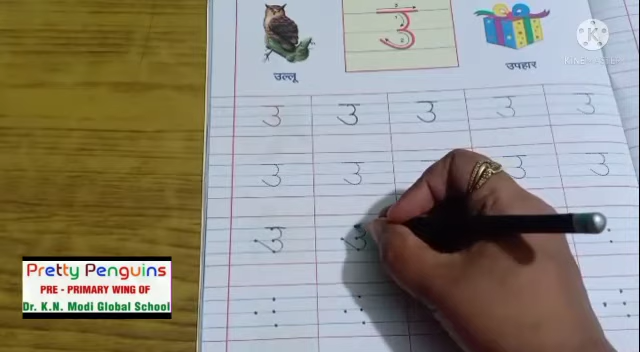 उ
उल्लू
उपहार
KINEMASTER
उ उ उ उ उ
उ उ उ उ
उ उ
Pretty Penguins
PRE - PRIMARY WING OF
Dr. K.N. Modi Global School